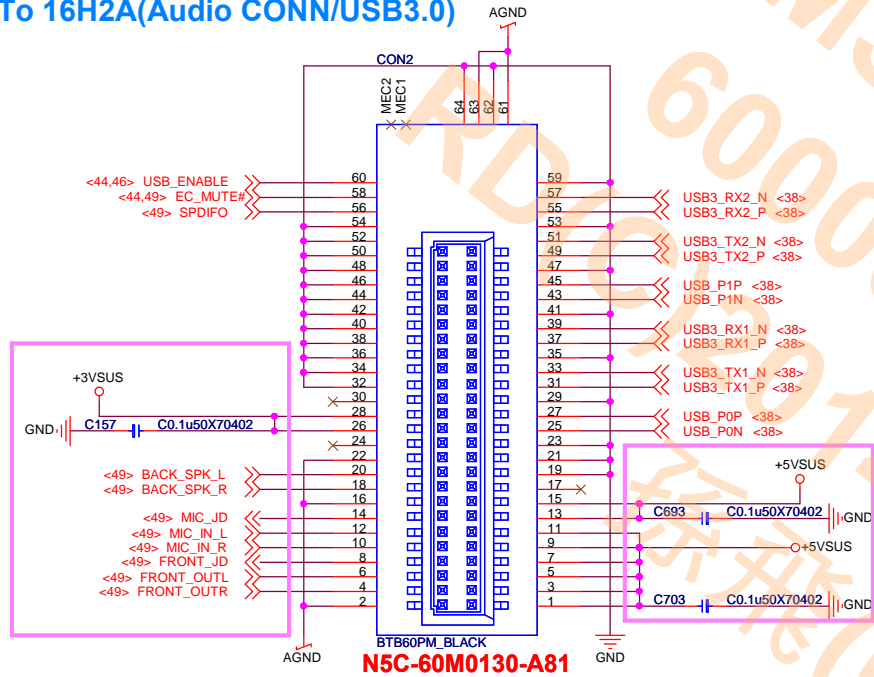 To 16H2A(Audio CONN/USB3.0)
AGND
CON2
MEC2
MEC1
64
63
62
61
<44,46> USB_ENABLE 60
<44,49> EC_MUTE# 58
<49> SPDIFO 56
54
52
50
48
46
44
42
40
38
36
34
32
30
28
26
24
22
<49> BACK_SPK_L 20
<49> BACK_SPK_R 18
16
<49> MIC_JD 14
<49> MIC_IN_L 12
<49> MIC_IN_R 10
<49> FRONT_JD 8
<49> FRONT_OUTL 6
<49> FRONT_OUTR 4
2
+3VSUS
GND C157 C0.1u50X70402
59
57 USB3_RX2_N <38>
55 USB3_RX2_P <38>
53
51 USB3_TX2_N <38>
49 USB3_TX2_P <38>
47
45 USB_P1P <38>
43 USB_P1N <38>
41
39 USB3_RX1_N <38>
37 USB3_RX1_P <38>
35
33 USB3_TX1_N <38>
31 USB3_TX1_P <38>
29
27 USB_P0P <38>
25 USB_P0N <38>
23
21
19
17
15
13
11
9
7
5
3
1
+5VSUS
C693 C0.1u50X70402 GND
+5VSUS
C703 C0.1u50X70402 GND
AGND
BTB60PM_BLACK
N5C-60M0130-A81
GND
MS
6000
RD(C)201
孫飛(